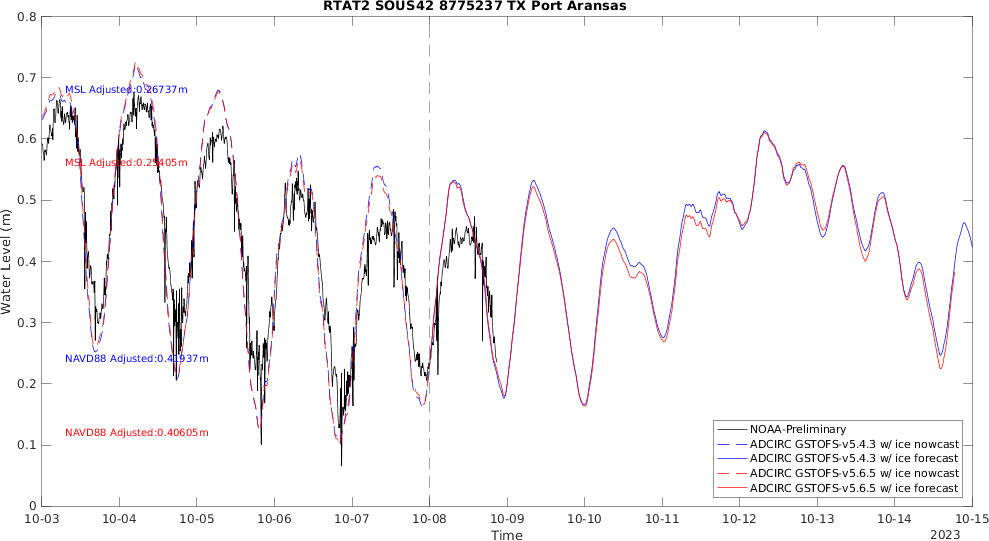 RTAT2 SOUS42 8775237 TX Port Aransas
Water Level (m)
0.8
0.7
0.6
0.5
0.4
0.3
0.2
0.1
0
MSL Adjusted:0.26737m
MSL Adjusted:0.25405m
NAVD88 Adjusted:0.41937m
NAVD88 Adjusted:0.40605m
NOAA-Preliminary
ADCIRC GSTOFS-v5.4.3 w/ ice nowcast
ADCIRC GSTOFS-v5.4.3 w/ ice forecast
ADCIRC GSTOFS-v5.6.5 w/ ice nowcast
ADCIRC GSTOFS-v5.6.5 w/ ice forecast
10-03 10-04 10-05 10-06 10-07 10-08 10-09 10-10 10-11 10-12 10-13 10-14 10-15
Time
2023